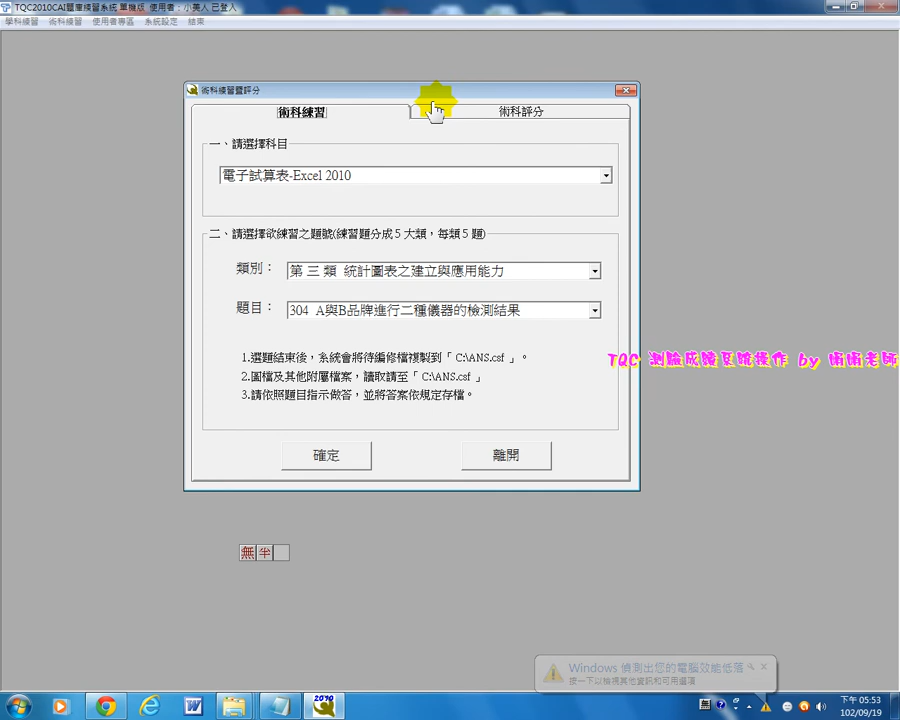 TQC2010CAI題庫練習系統 單機版 使用者：小美人 已登入
學科練習 術科練習 使用者專區 系統設定 結束
術科練習暨評分
術科練習 術科評分
一、請選擇科目
電子試算表-Excel 2010
二、請選擇欲練習之題號(練習題分成5大類，每類5題)
類別： 第三類 統計圖表之建立與應用能力
題目： 304 A與B品牌進行二種儀器的檢測結果
1.選題結束後，系統會將待編修檔複製到「 C:\ANS.csf 」。
2.圖檔及其他附屬檔案，讀取請至「 C:\ANS.csf 」
3.請依照題目指示做答，並將答案依規定存檔。
TQC 測驗成績及號操作 by 衛衛老師
確定 離開
無 半
Windows 偵測出您的電腦效能低落
按一下以檢視其他資訊和可用選項
2010
下午 05:53
102/09/19